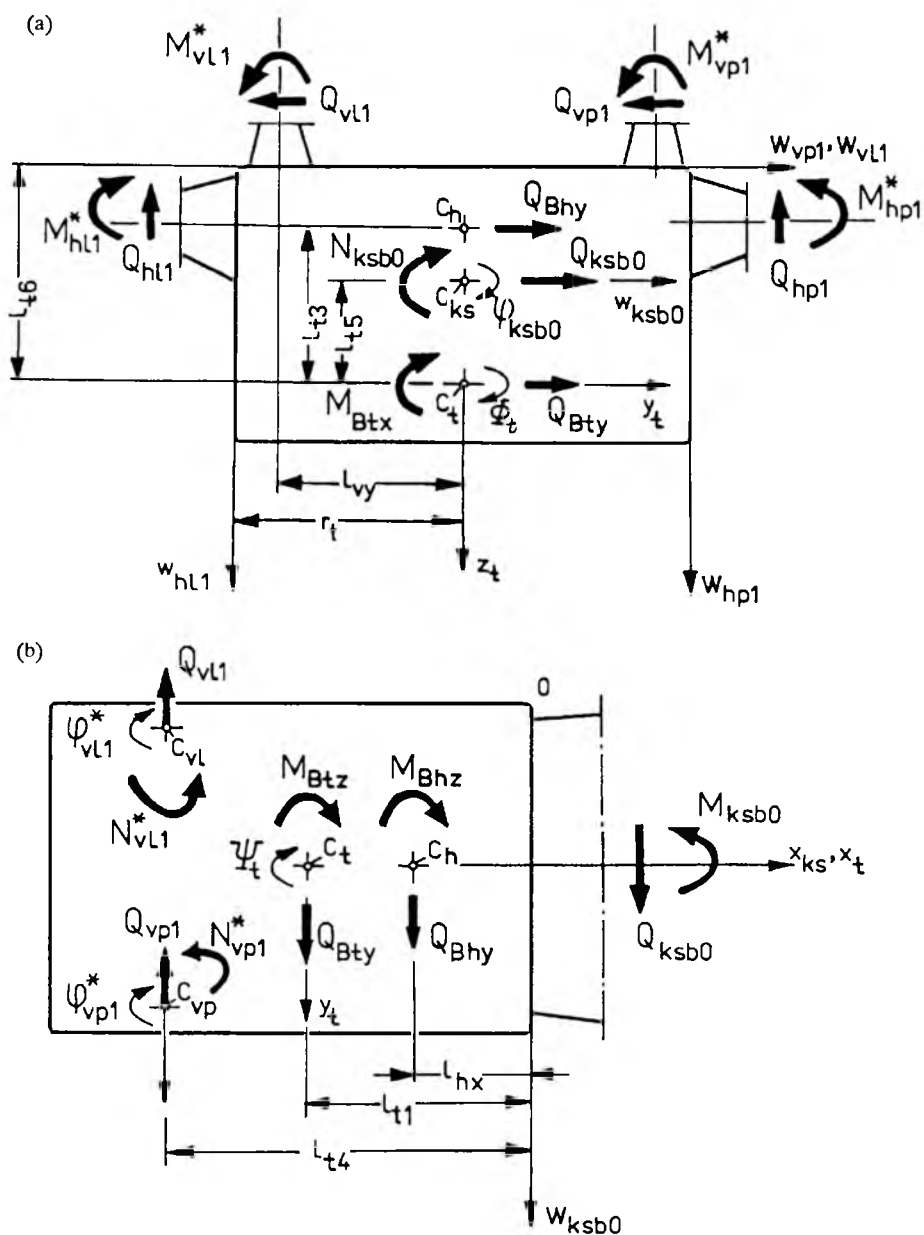 (a)
M*vl1
Qvl1
M*vp1
Qvp1
wvp1, wvl1
M*hl1
Qhl1
Ch
QBhy
M*hp1
Qhp1
Nksb0
Qksb0
Cks
φksb0
wksb0
lt6
lt3
lt5
MBtx
Ct
Φt
QBty
yt
lvy
rt
whl1
zt
whp1
(b)
Qvl1
0
φ*vl1
Cvl
N*vl1
MBtz
MBhz
Mksb0
Ψt
Ct
Ch
xks, xt
Qvp1
N*vp1
QBty
QBhy
Qksb0
φ*vp1
Cvp
yt
lhx
lt1
lt4
wksb0